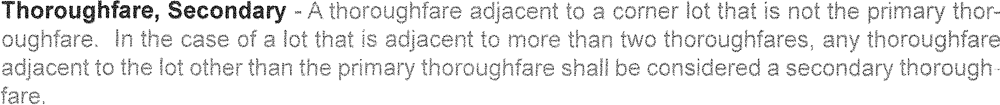 Thoroughfare, Secondary - A thoroughfare adjacent to a corner lot that is not the primary thor-
oughfare. In the case of a lot that is adjacent to more than two thoroughfares, any thoroughfare
adjacent to the lot other than the primary thoroughfare shall be considered a secondary thorough-
fare.